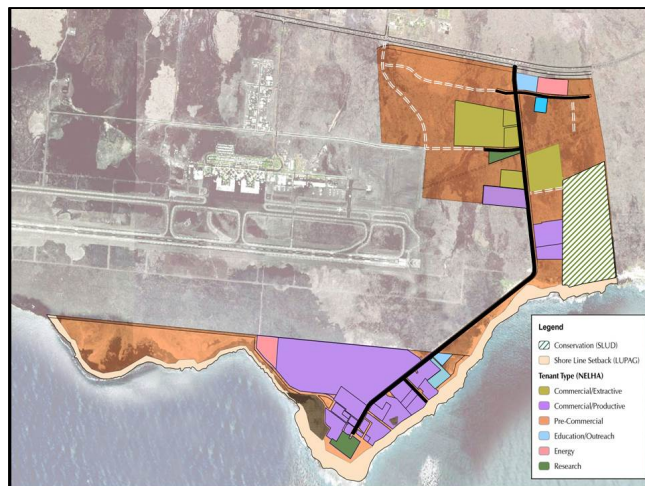 Legend
Conservation (SLUD)
Shore Line Setback (LUPAG)
Tenant Type (NELHA)
Commercial/Extractive
Commercial/Productive
Pre-Commercial
Education/Outreach
Energy
Research